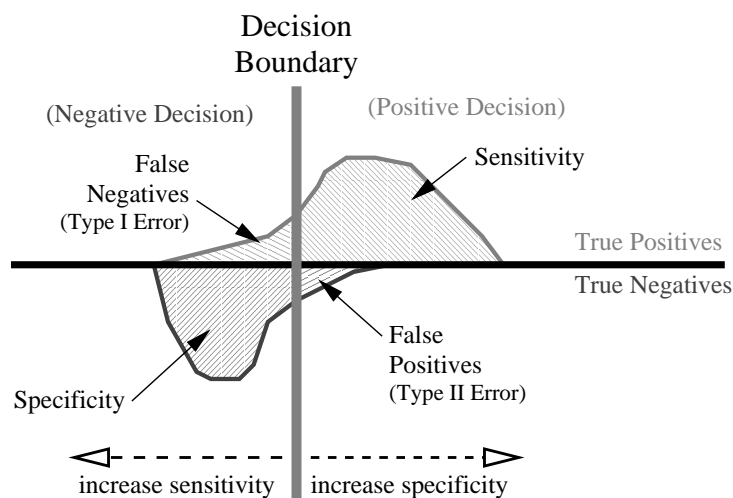 Decision
Boundary
(Negative Decision)
(Positive Decision)
False
Negatives
(Type I Error)
Sensitivity
True Positives
True Negatives
False
Positives
(Type II Error)
Specificity
increase sensitivity
increase specificity